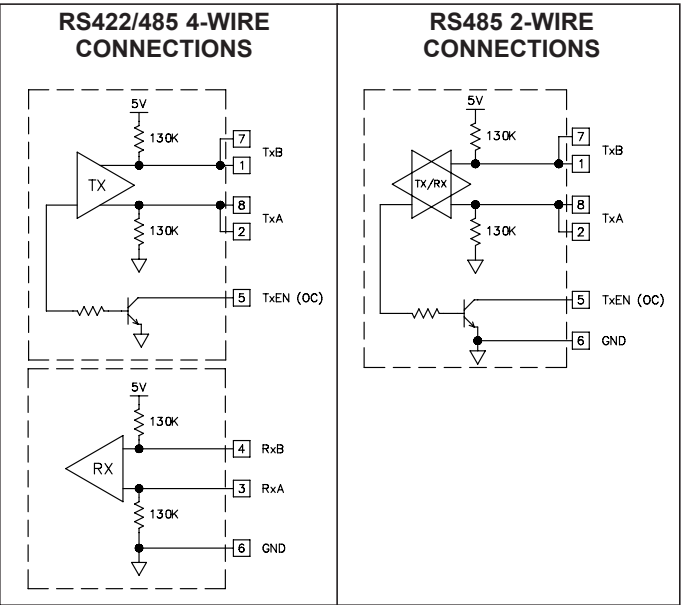 RS422/485 4-WIRE
CONNECTIONS
5V
130K
7
TxB
1
TX
8
TxA
2
130K
5 TxEN (OC)
5V
130K
4 RxB
RX
3 RxA
130K
6 GND
RS485 2-WIRE
CONNECTIONS
5V
130K
7
TxB
1
TX/RX
8
TxA
2
130K
5 TxEN (OC)
6 GND